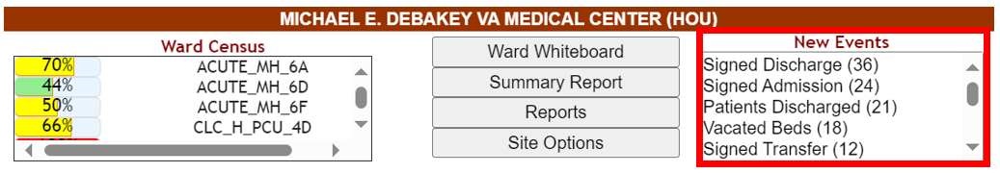 MICHAEL E. DEBAKEY VA MEDICAL CENTER (HOU)
Ward Census
70% ACUTE_MH_6A
44% ACUTE_MH_6D
50% ACUTE_MH_6F
66% CLC_H_PCU_4D
Ward Whiteboard
Summary Report
Reports
Site Options
New Events
Signed Discharge (36)
Signed Admission (24)
Patients Discharged (21)
Vacated Beds (18)
Signed Transfer (12)